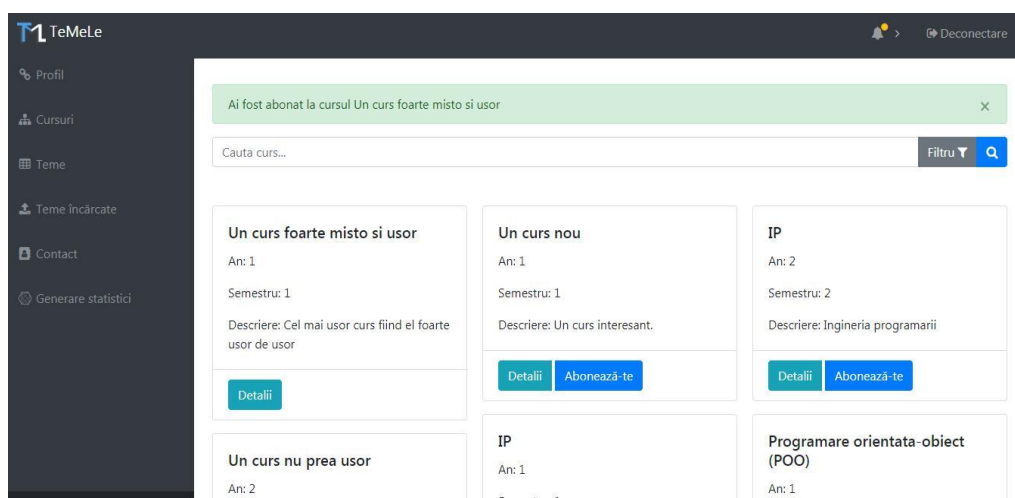 TeMeLe
Deconectare
Profil
Cursuri
Teme
Teme încărcate
Contact
Generare statistici
Ai fost abonat la cursul Un curs foarte misto si usor
×
Cauta curs...
Filtru
Un curs foarte misto si usor
An: 1
Semestru: 1
Descriere: Cel mai usor curs fiind el foarte
usor de usor
Detalii
Un curs nou
An: 1
Semestru: 1
Descriere: Un curs interesant.
Detalii
Abonează-te
IP
An: 2
Semestru: 2
Descriere: Ingineria programarii
Detalii
Abonează-te
Un curs nu prea usor
An: 2
IP
An: 1
Programare orientata-obiect
(POO)
An: 1